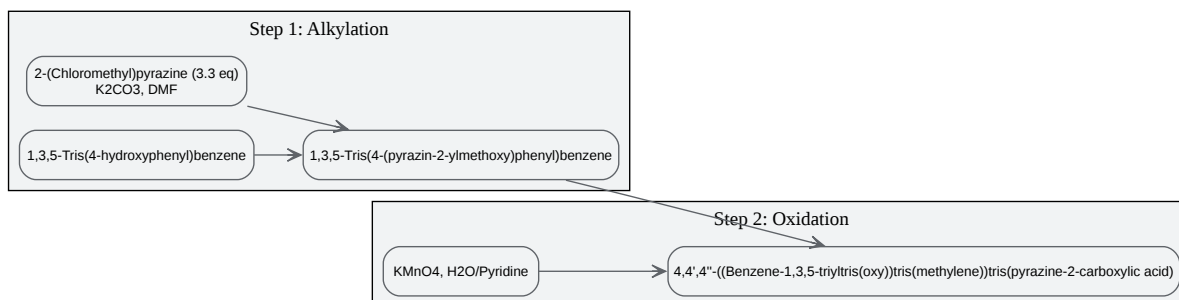 Step 1: Alkylation
2-(Chloromethyl)pyrazine (3.3 eq)
K2CO3, DMF
1,3,5-Tris(4-hydroxyphenyl)benzene
1,3,5-Tris(4-(pyrazin-2-ylmethoxy)phenyl)benzene
Step 2: Oxidation
KMnO4, H2O/Pyridine
4,4',4''-((Benzene-1,3,5-triyltris(oxy))tris(methylene))tris(pyrazine-2-carboxylic acid)